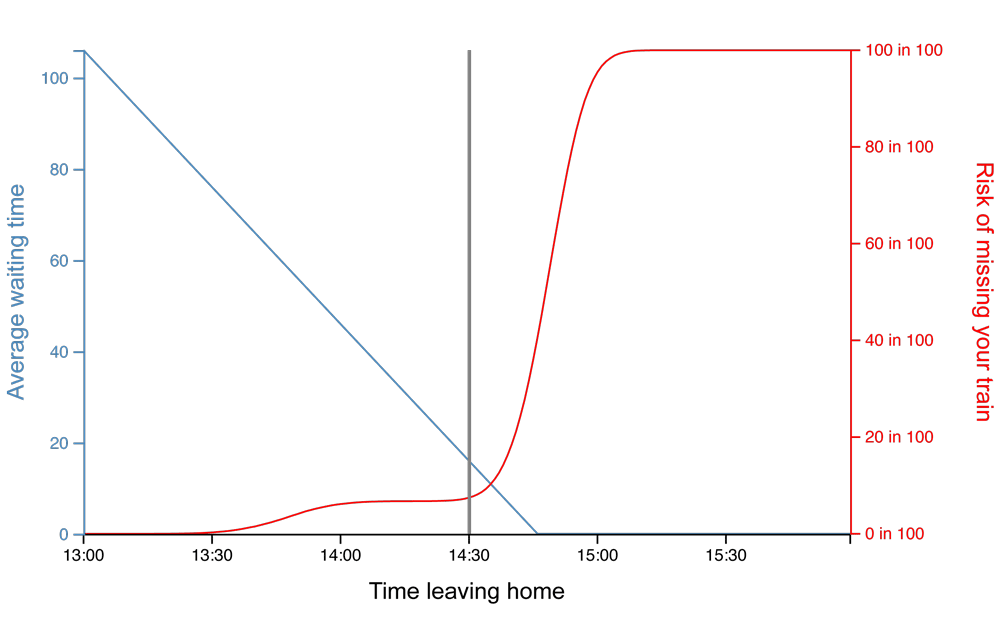 Average waiting time
100
80
60
40
20
0
100 in 100
80 in 100
60 in 100
40 in 100
20 in 100
0 in 100
Risk of missing your train
13:00
13:30
14:00
14:30
15:00
15:30
Time leaving home